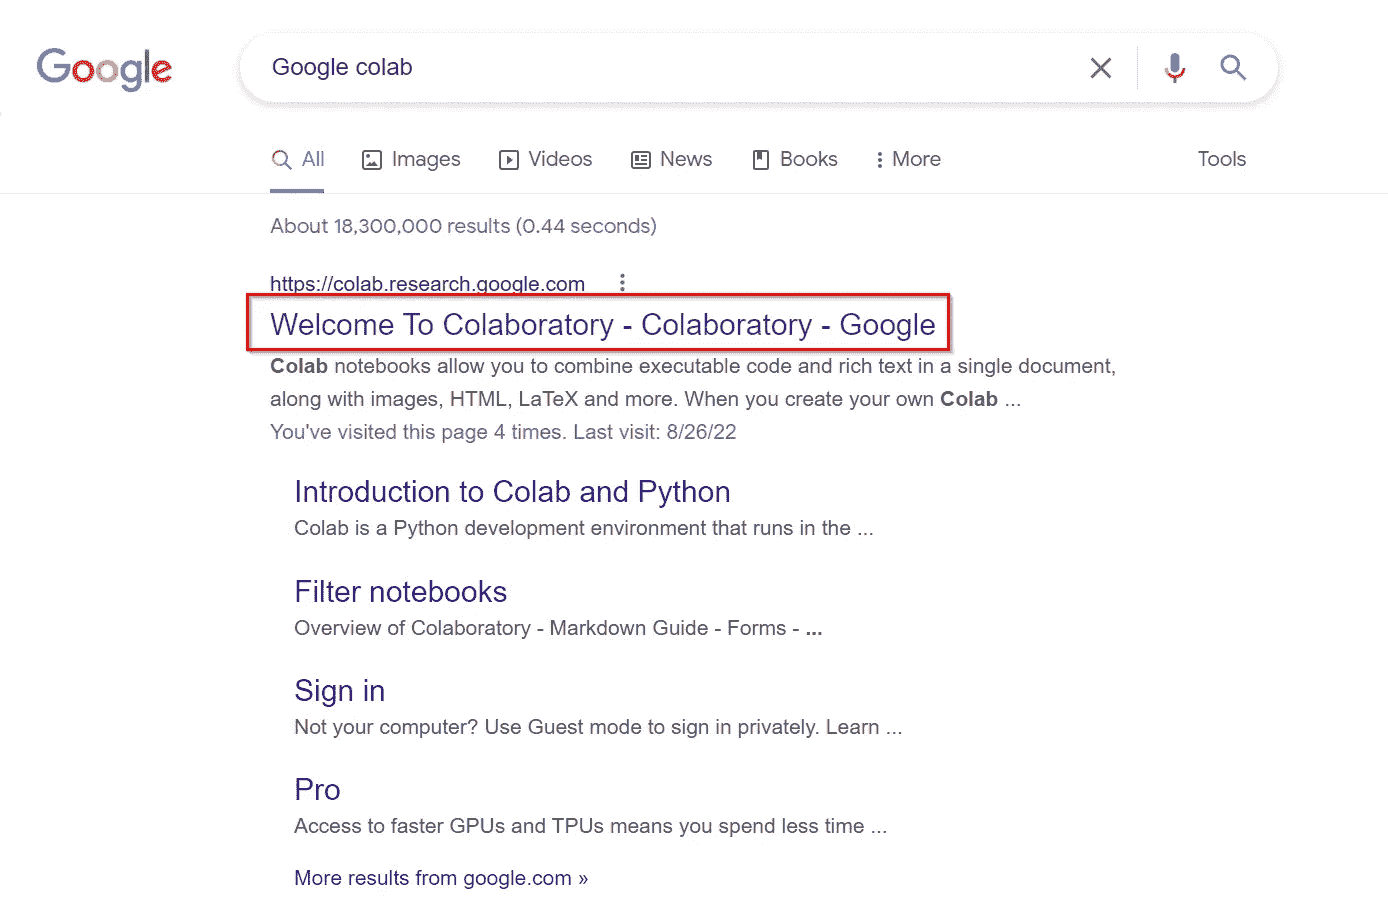 Google
Google colab
All Images Videos News Books More Tools
About 18,300,000 results (0.44 seconds)
https://colab.research.google.com
Welcome To Colaboratory - Colaboratory - Google
Colab notebooks allow you to combine executable code and rich text in a single document,
along with images, HTML, LaTeX and more. When you create your own Colab ...
You've visited this page 4 times. Last visit: 8/26/22
Introduction to Colab and Python
Colab is a Python development environment that runs in the ...
Filter notebooks
Overview of Colaboratory - Markdown Guide - Forms - ...
Sign in
Not your computer? Use Guest mode to sign in privately. Learn ...
Pro
Access to faster GPUs and TPUs means you spend less time ...
More results from google.com »